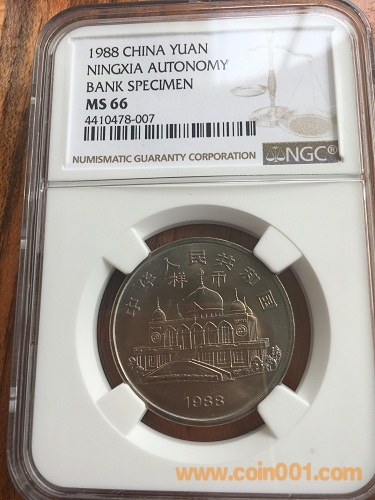 1988 CHINA YUAN
NINGXIA AUTONOMY
BANK SPECIMEN
MS 66
4410478-007
NUMISMATIC GUARANTY CORPORATION
NGC®
中华人民共和国
样币
1988
www.coin001.com